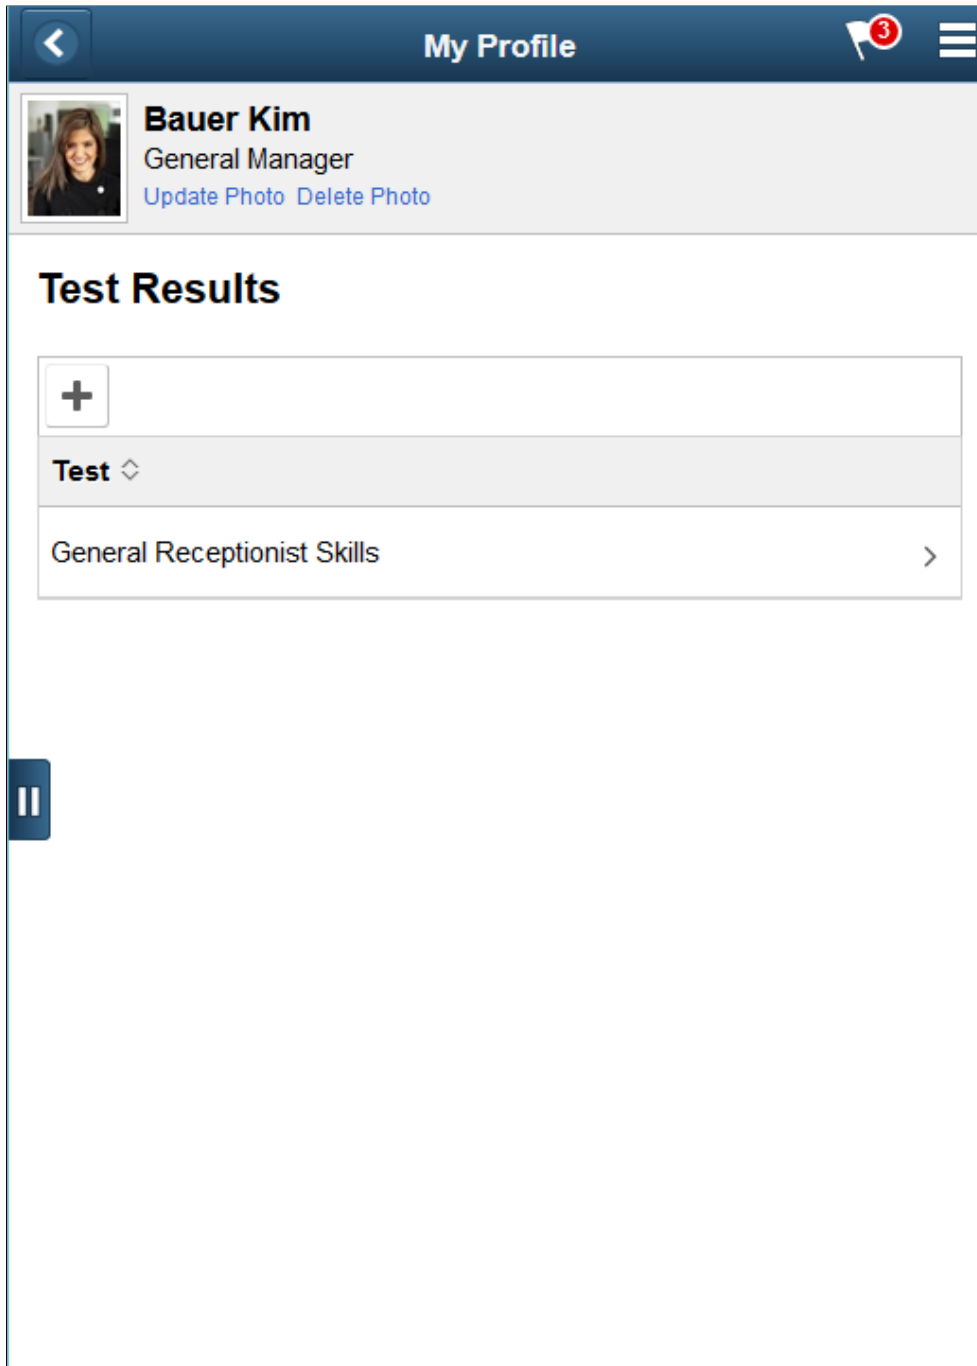 My Profile
3
Bauer Kim
General Manager
Update Photo Delete Photo
Test Results
Test
General Receptionist Skills